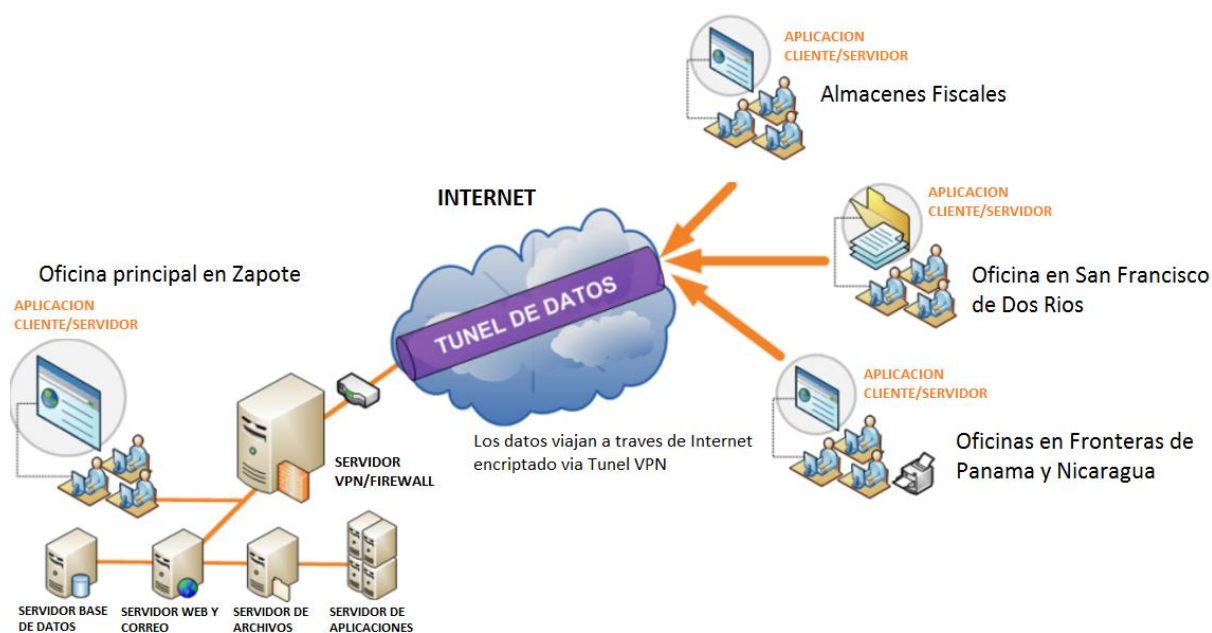 APLICACION
CLIENTE/SERVIDOR
Almacenes Fiscales
INTERNET
APLICACION
CLIENTE/SERVIDOR
Oficina en San Francisco
de Dos Rios
Oficina principal en Zapote
APLICACION
CLIENTE/SERVIDOR
TUNEL DE DATOS
APLICACION
CLIENTE/SERVIDOR
Oficinas en Fronteras de
Panama y Nicaragua
Los datos viajan a traves de Internet
encriptado via Tunel VPN
SERVIDOR
VPN/FIREWALL
SERVIDOR BASE
DE DATOS
SERVIDOR WEB Y
CORREO
SERVIDOR DE
ARCHIVOS
SERVIDOR DE
APLICACIONES